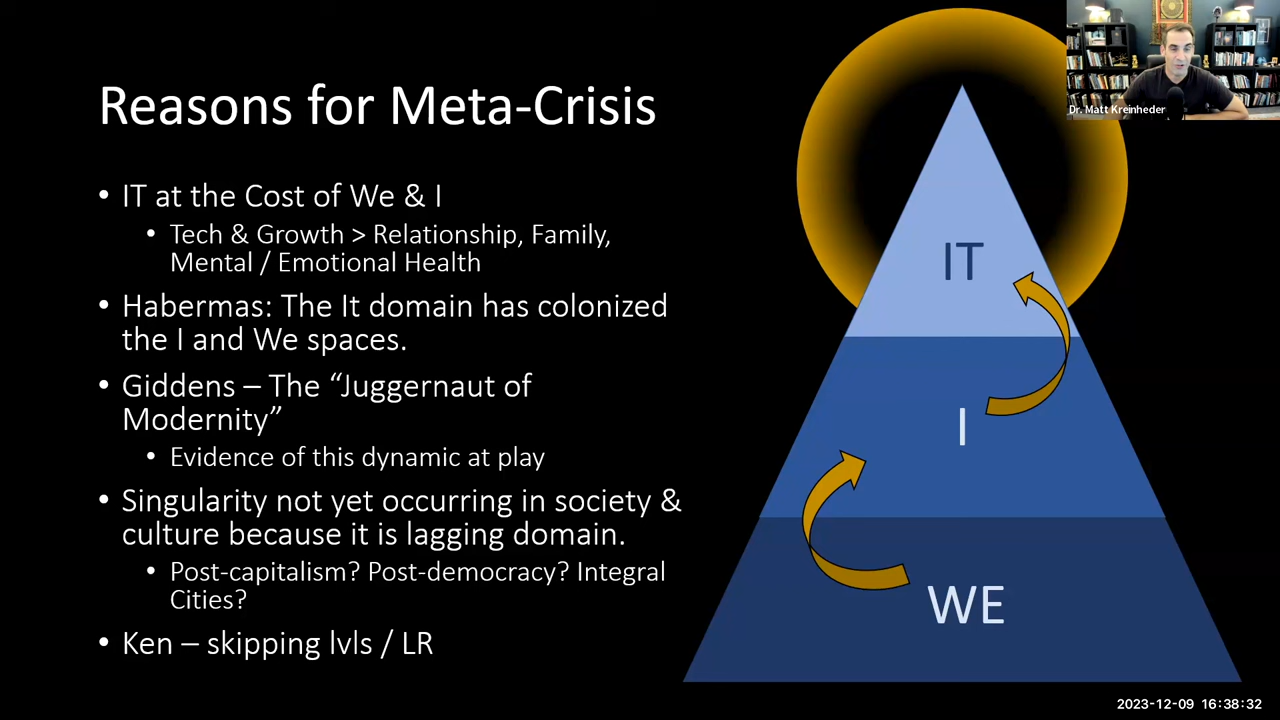 Reasons for Meta-Crisis
• IT at the Cost of We & I
• Tech & Growth > Relationship, Family,
Mental / Emotional Health
• Habermas: The It domain has colonized
the I and We spaces.
• Giddens – The “Juggernaut of
Modernity”
• Evidence of this dynamic at play
• Singularity not yet occurring in society &
culture because it is lagging domain.
• Post-capitalism? Post-democracy? Integral
Cities?
• Ken – skipping lvls / LR
IT
I
WE
Dr. Matt Kreinheder
2023-12-09 16:38:32